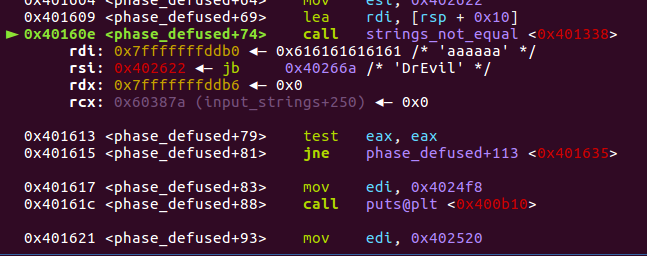 0x401604 <phase_defused+64> mov esi, 0x402622
0x401609 <phase_defused+69> lea rdi, [rsp + 0x10]
► 0x40160e <phase_defused+74> call strings_not_equal <0x401338>
rdi: 0x7fffffffddb0 ◂— 0x616161616161 /* 'aaaaaa' */
rsi: 0x402622 ◂— jb 0x40266a /* 'DrEvil' */
rdx: 0x7fffffffddb6 ◂— 0x0
rcx: 0x60387a (input_strings+250) ◂— 0x0
0x401613 <phase_defused+79> test eax, eax
0x401615 <phase_defused+81> jne phase_defused+113 <0x401635>
0x401617 <phase_defused+83> mov edi, 0x4024f8
0x40161c <phase_defused+88> call puts@plt <0x400b10>
0x401621 <phase_defused+93> mov edi, 0x402520